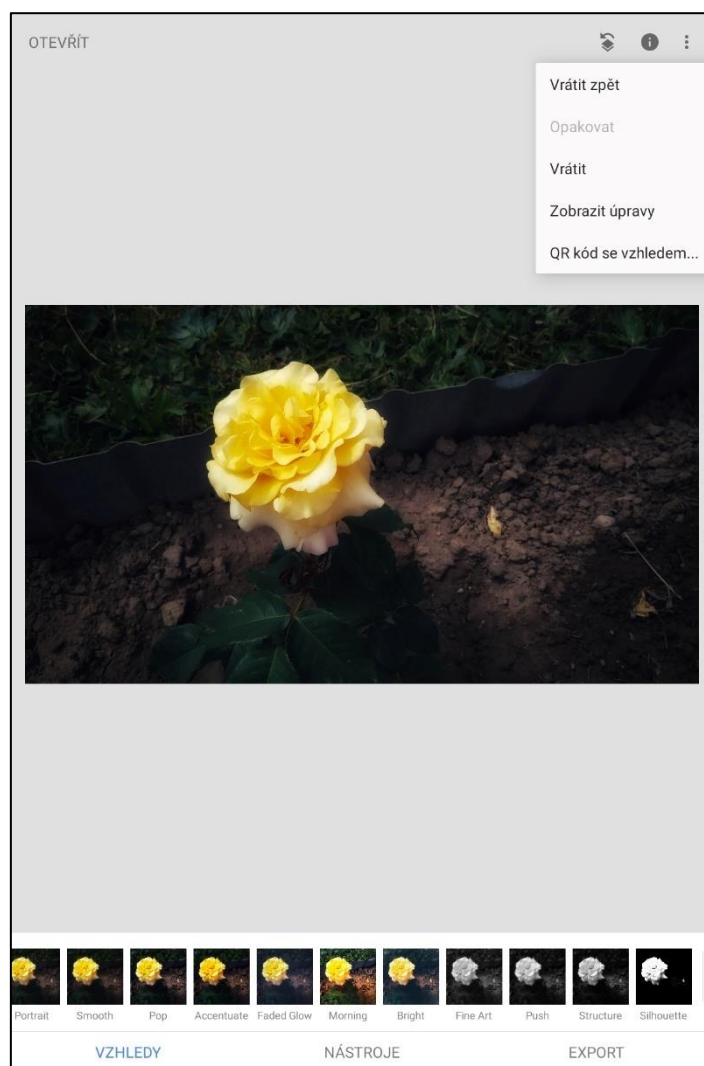 OTEVŘÍT
Vrátit zpět
Opakovat
Vrátit
Zobrazit úpravy
QR kód se vzhledem...
Portrait Smooth Pop Accentuate Faded Glow Morning Bright Fine Art Push Structure Silhouette
VZHLEDY NÁSTROJE EXPORT